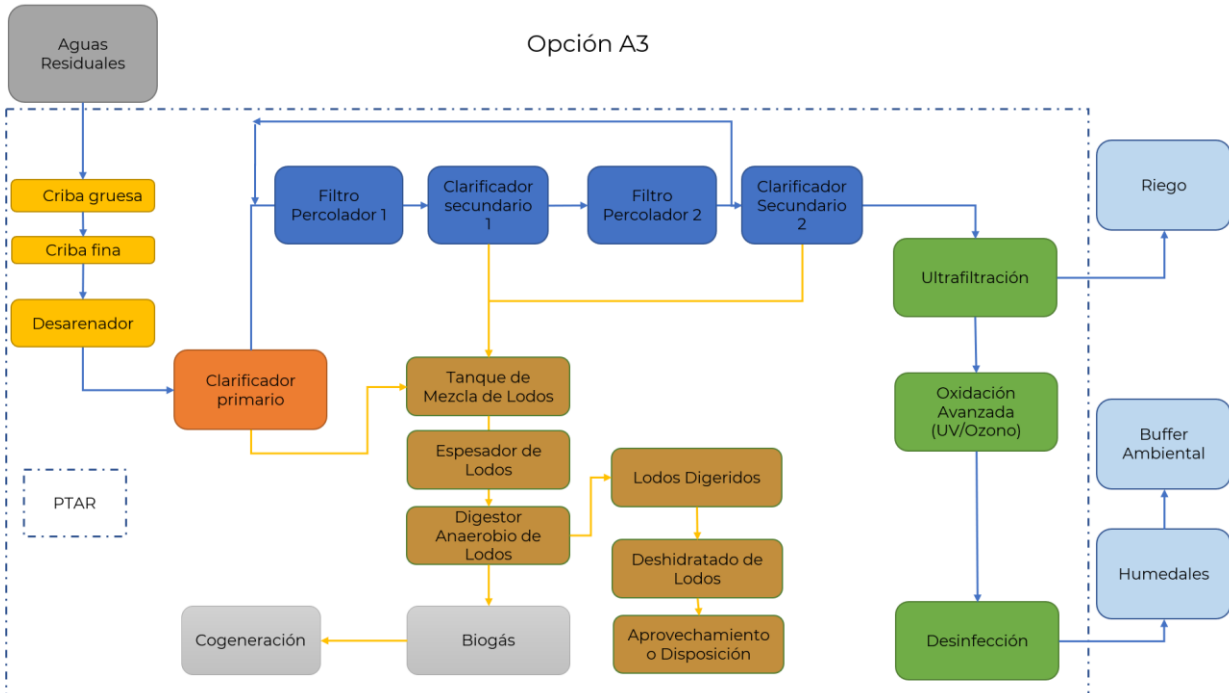 Aguas
Residuales
Opción A3
Criba gruesa
Criba fina
Desarenador
Clarificador
primario
Filtro
Percolador 1
Clarificador
secundario
1
Filtro
Percolador 2
Clarificador
Secundario
2
Ultrafiltración
Oxidación
Avanzada
(UV/Ozono)
Desinfección
Riego
Buffer
Ambiental
Humedales
Tanque de
Mezcla de Lodos
Espesador de
Lodos
Digestor
Anaerobio de
Lodos
Lodos Digeridos
Deshidratado de
Lodos
Aprovechamiento
o Disposición
Biogás
Cogeneración
PTAR